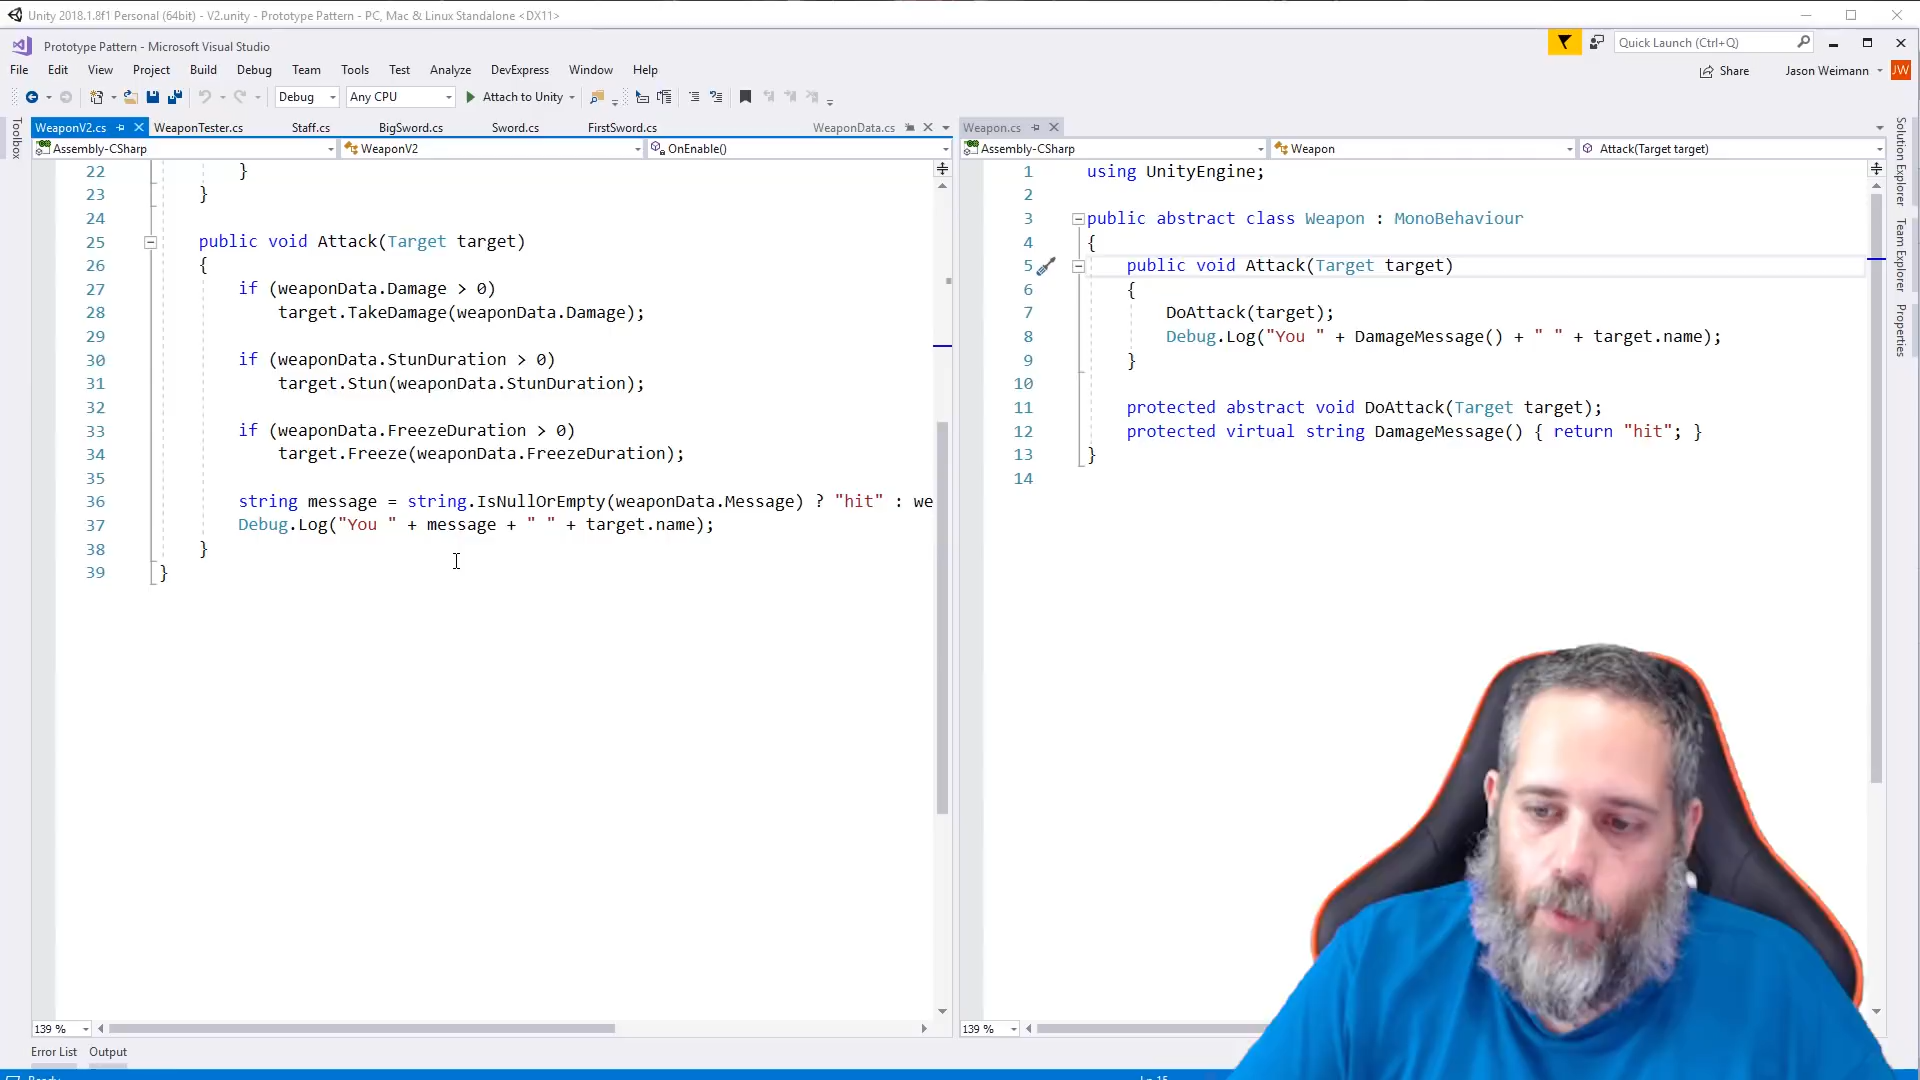 Unity 2018.1.8f1 Personal (64bit) - V2.unity - Prototype Pattern - PC, Mac & Linux Standalone <DX11>
Prototype Pattern - Microsoft Visual Studio
Quick Launch (Ctrl+Q)
File Edit View Project Build Debug Team Tools Test Analyze DevExpress Window Help
Share Jason Weimann JW
Debug Any CPU Attach to Unity
Toolbox
WeaponV2.cs WeaponTester.cs Staff.cs BigSword.cs Sword.cs FirstSword.cs WeaponData.cs
Assembly-CSharp WeaponV2 OnEnable()
22 }
23 }
24
25 public void Attack(Target target)
26 {
27 if (weaponData.Damage > 0)
28 target.TakeDamage(weaponData.Damage);
29
30 if (weaponData.StunDuration > 0)
31 target.Stun(weaponData.StunDuration);
32
33 if (weaponData.FreezeDuration > 0)
34 target.Freeze(weaponData.FreezeDuration);
35
36 string message = string.IsNullOrEmpty(weaponData.Message) ? "hit" : we
37 Debug.Log("You " + message + " " + target.name);
38 }
39 }
139 %
Weapon.cs
Assembly-CSharp Weapon Attack(Target target)
1 using UnityEngine;
2
3 public abstract class Weapon : MonoBehaviour
4 {
5 public void Attack(Target target)
6 {
7 DoAttack(target);
8 Debug.Log("You " + DamageMessage() + " " + target.name);
9 }
10
11 protected abstract void DoAttack(Target target);
12 protected virtual string DamageMessage() { return "hit"; }
13 }
14
139 %
Solution Explorer
Team Explorer
Properties
Error List Output